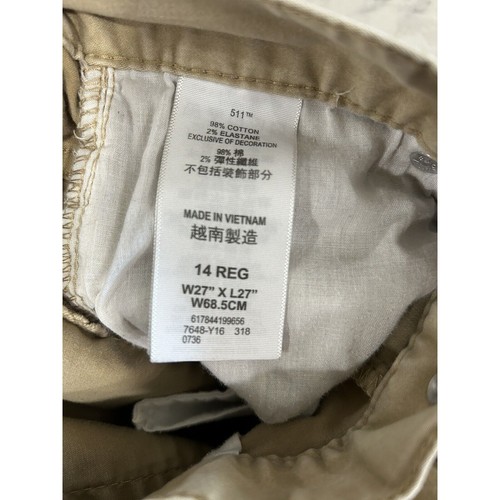 511™
98% COTTON
2% ELASTANE
EXCLUSIVE OF DECORATION
98% 棉
2% 彈性纖維
不包括裝飾部分
MADE IN VIETNAM
越南製造
14 REG
W27" X L27"
W68.5CM
617844199656
7648-Y16 318
0736